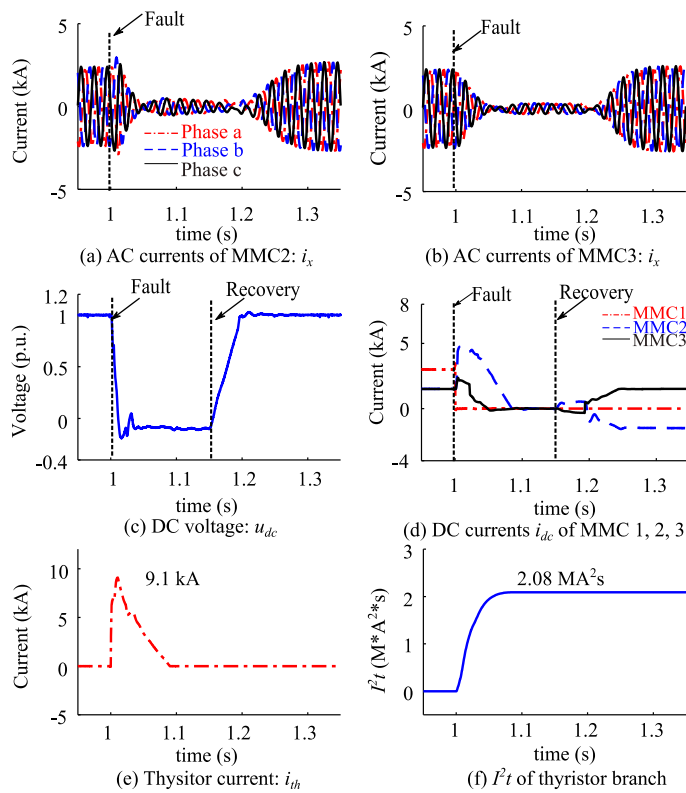 Fault
Current (kA)
5
0
-5
Phase a
Phase b
Phase c
1
1.1
1.2
1.3
time (s)
(a) AC currents of MMC2: ix
Fault
Current (kA)
5
0
-5
1
1.1
1.2
1.3
time (s)
(b) AC currents of MMC3: ix
Voltage (p.u.)
1.2
0.5
0
-0.4
Fault
Recovery
1
1.1
1.2
1.3
time (s)
(c) DC voltage: udc
Current (kA)
8
5
0
-4
Fault
Recovery
MMC1
MMC2
MMC3
1
1.1
1.2
1.3
time (s)
(d) DC currents idc of MMC 1, 2, 3
Current (kA)
10
5
0
-5
9.1 kA
1
1.1
1.2
1.3
time (s)
(e) Thysitor current: ith
I²t (M*A²*s)
3
2
1
0
2.08 MA²s
1
1.1
1.2
1.3
time (s)
(f) I²t of thyristor branch